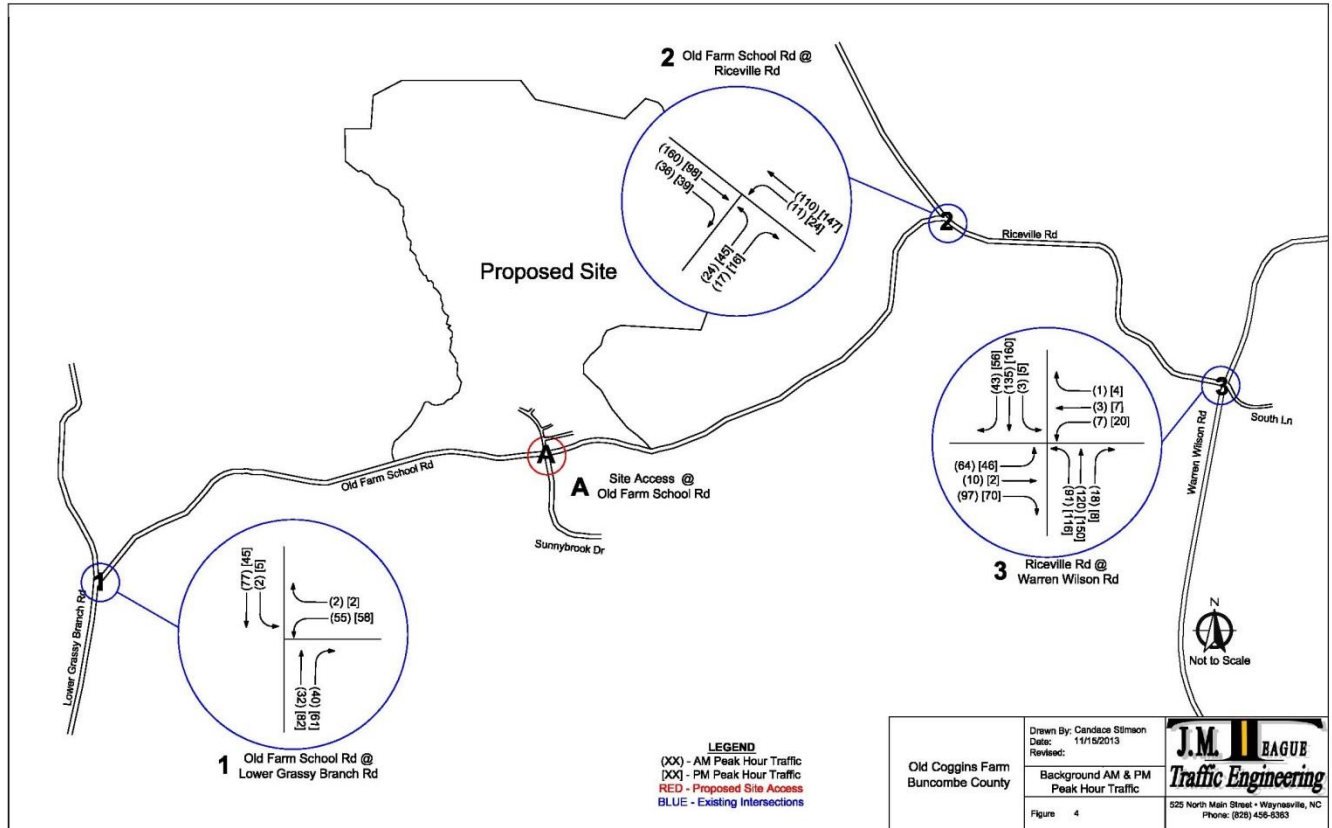 2 Old Farm School Rd @
Riceville Rd
(160) [98]
(36) [39]
(110) [147]
(11) [24]
(24) [45]
(17) [16]
2
Riceville Rd
Proposed Site
(43) [56]
(135) [160]
(3) [5]
(1) [4]
(3) [7]
(7) [20]
(64) [46]
(10) [2]
(97) [70]
(91) [116]
(120) [150]
(18) [8]
3 Riceville Rd @
Warren Wilson Rd
3
South Ln
Warren Wilson Rd
A
Old Farm School Rd
A Site Access @
Old Farm School Rd
Sunnybrook Dr
1
Lower Grassy Branch Rd
(77) [45]
(2) [5]
(2) [2]
(55) [58]
(32) [82]
(40) [61]
1 Old Farm School Rd @
Lower Grassy Branch Rd
N
Not to Scale
LEGEND
(XX) - AM Peak Hour Traffic
[XX] - PM Peak Hour Traffic
RED - Proposed Site Access
BLUE - Existing Intersections
Old Coggins Farm
Buncombe County
Drawn By: Candace Stimson
Date: 11/15/2013
Revised:
Background AM & PM
Peak Hour Traffic
Figure 4
J.M. TEAGUE
Traffic Engineering
525 North Main Street • Waynesville, NC
Phone: (828) 456-8383